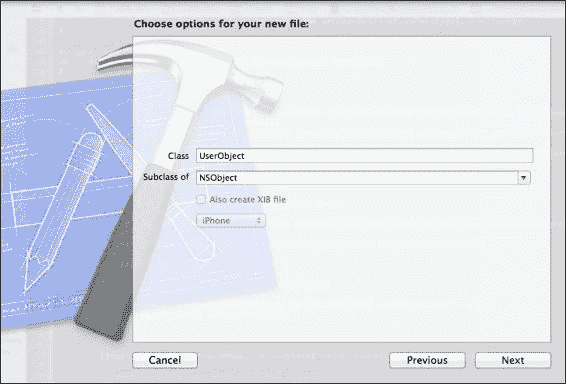 Choose options for your new file:
Class UserObject
Subclass of NSObject
Also create XIB file
iPhone
Cancel Previous Next